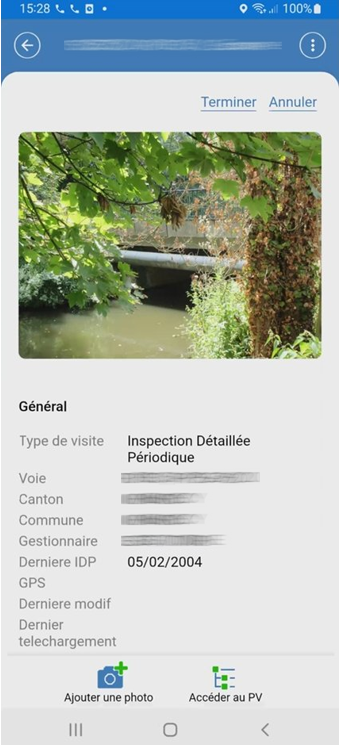 15:28 100%
Terminer Annuler
Général
Type de visite Inspection Détaillée
Périodique
Voie
Canton
Commune
Gestionnaire
Derniere IDP 05/02/2004
GPS
Derniere modif
Dernier
telechargement
Ajouter une photo Accéder au PV